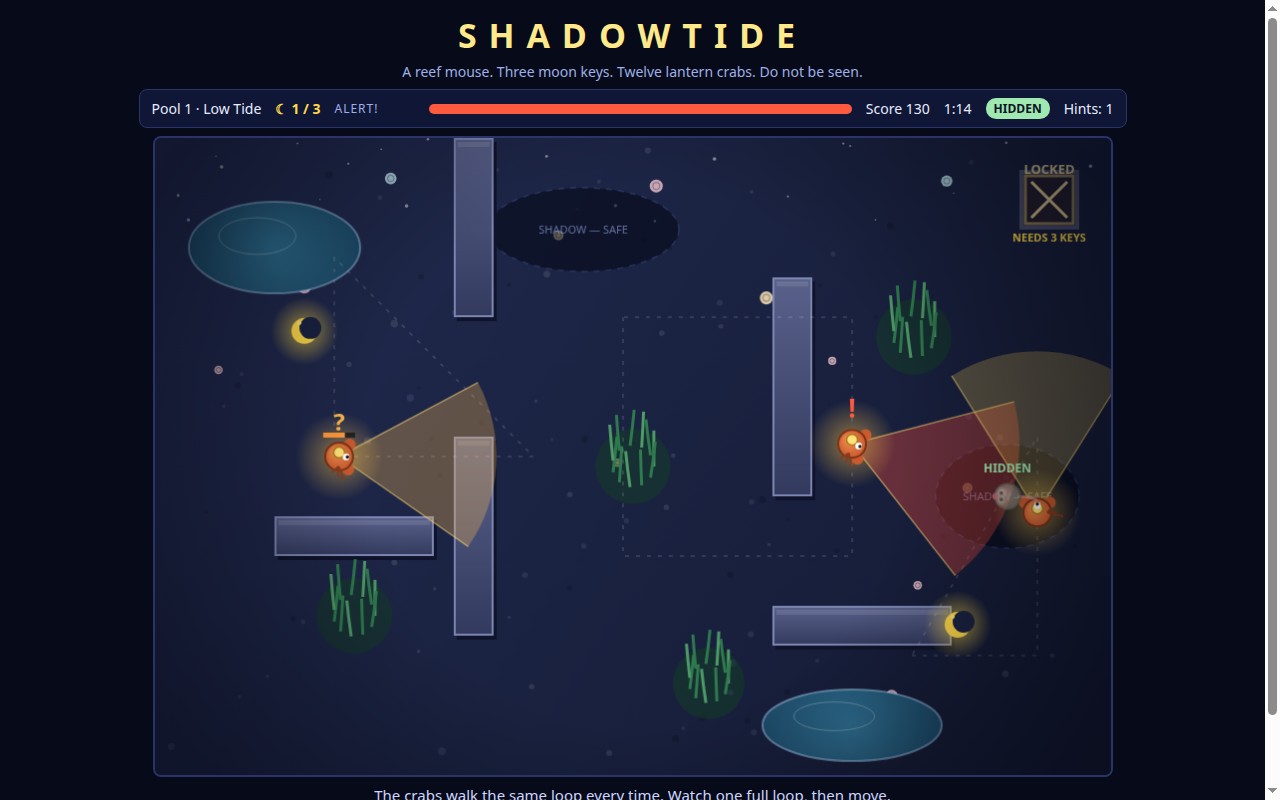 SHADOWTIDE
A reef mouse. Three moon keys. Twelve lantern crabs. Do not be seen.
Pool 1 · Low Tide ☾ 1 / 3 ALERT! Score 130 1:14 HIDDEN Hints: 1
LOCKED
NEEDS 3 KEYS
SHADOW — SAFE
?
!
HIDDEN
SHADOW — SAFE
The crabs walk the same loop every time. Watch one full loop, then move.